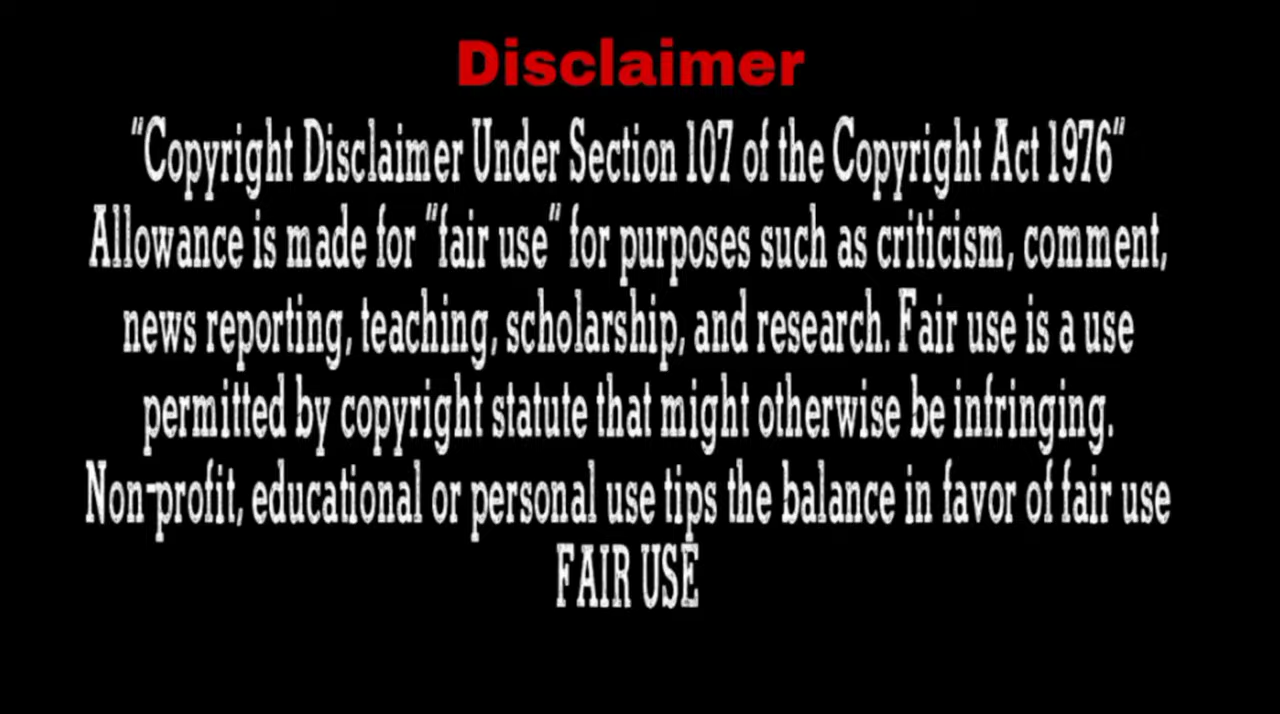 Disclaimer
"Copyright Disclaimer Under Section 107 of the Copyright Act 1976"
Allowance is made for "fair use" for purposes such as criticism, comment,
news reporting, teaching, scholarship, and research. Fair use is a use
permitted by copyright statute that might otherwise be infringing.
Non-profit, educational or personal use tips the balance in favor of fair use
FAIR USE